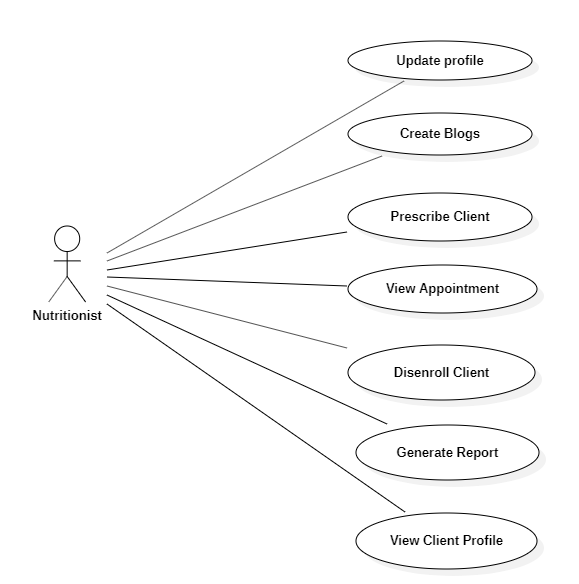 Update profile
Create Blogs
Prescribe Client
View Appointment
Nutritionist
Disenroll Client
Generate Report
View Client Profile